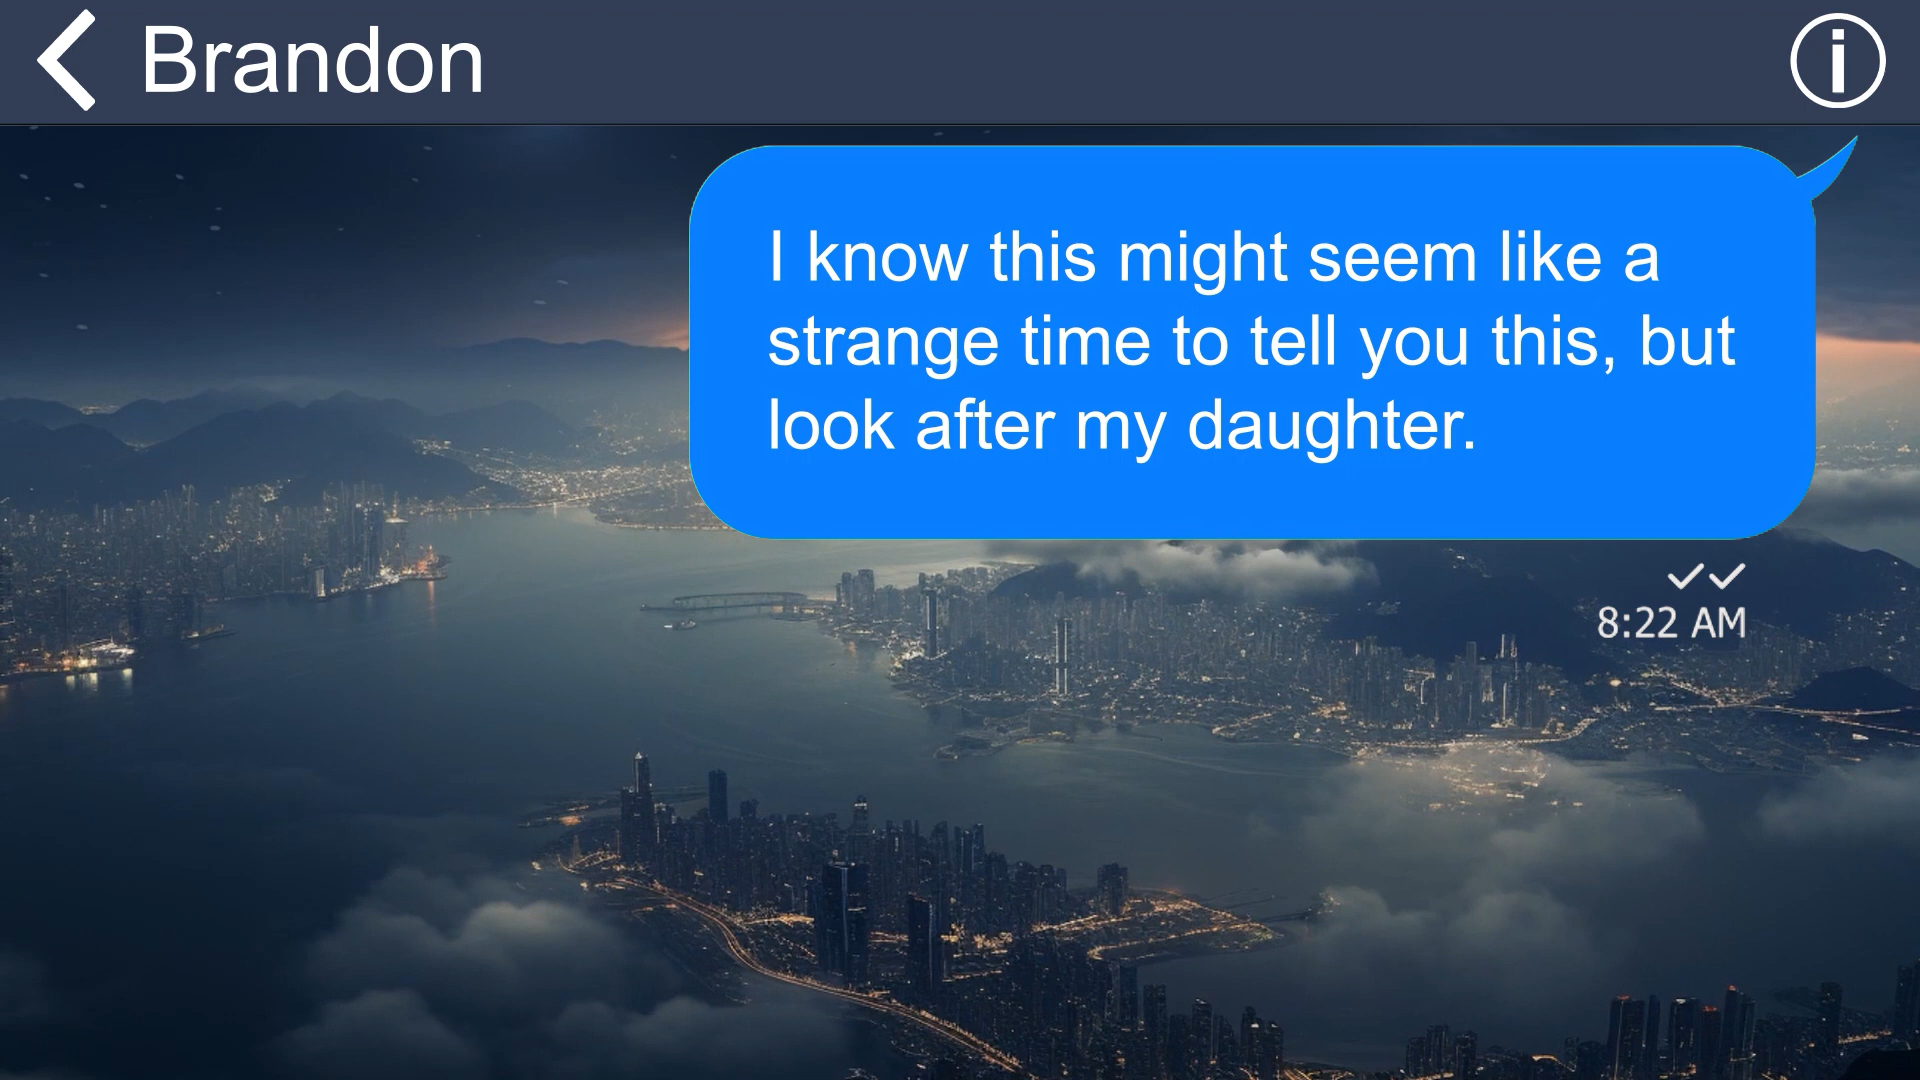 Brandon
I know this might seem like a
strange time to tell you this, but
look after my daughter.
8:22 AM